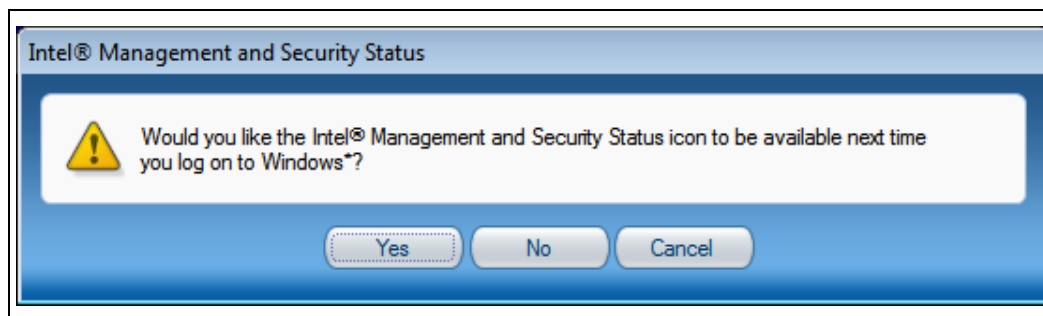 Intel® Management and Security Status
Would you like the Intel® Management and Security Status icon to be available next time
you log on to Windows*?
Yes No Cancel